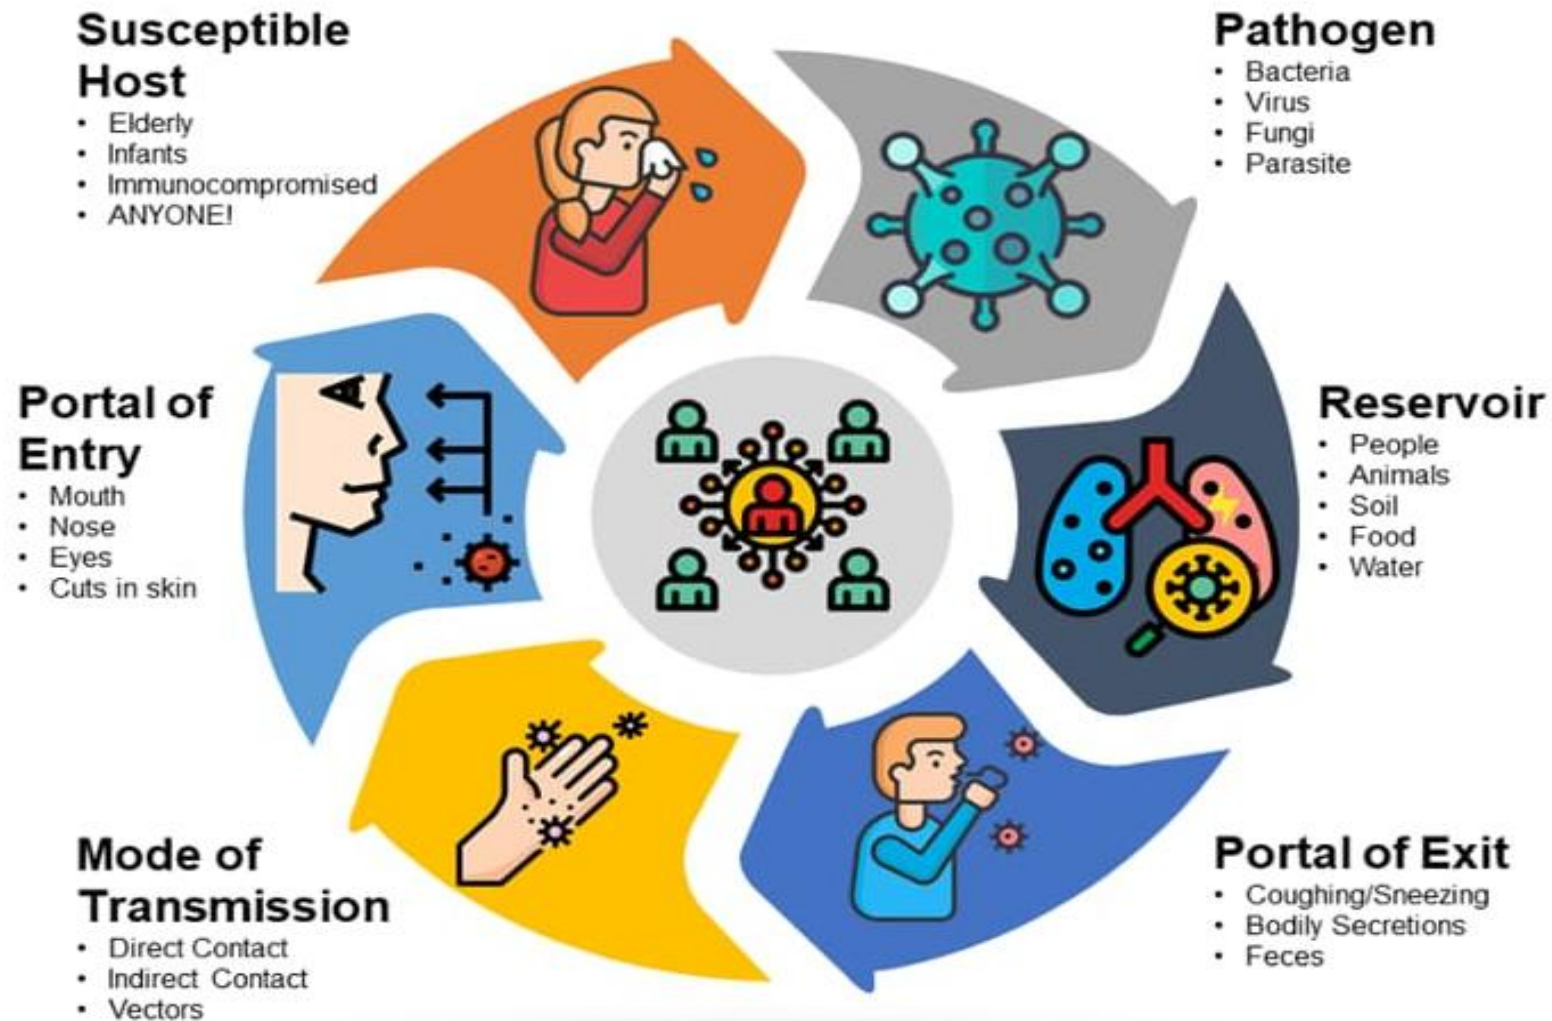 Susceptible
Host
• Elderly
• Infants
• Immunocompromised
• ANYONE!
Pathogen
• Bacteria
• Virus
• Fungi
• Parasite
Reservoir
• People
• Animals
• Soil
• Food
• Water
Portal of Exit
• Coughing/Sneezing
• Bodily Secretions
• Feces
Mode of
Transmission
• Direct Contact
• Indirect Contact
• Vectors
Portal of
Entry
• Mouth
• Nose
• Eyes
• Cuts in skin